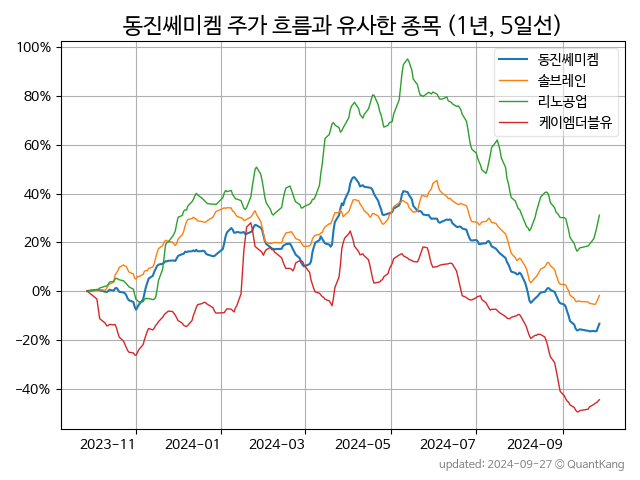 동진쎄미켐 주가 흐름과 유사한 종목 (1년, 5일선)
100%
80%
60%
40%
20%
0%
−20%
−40%
동진쎄미켐
솔브레인
리노공업
케이엠더블유
2023-11 2024-01 2024-03 2024-05 2024-07 2024-09
updated: 2024-09-27 © QuantKang